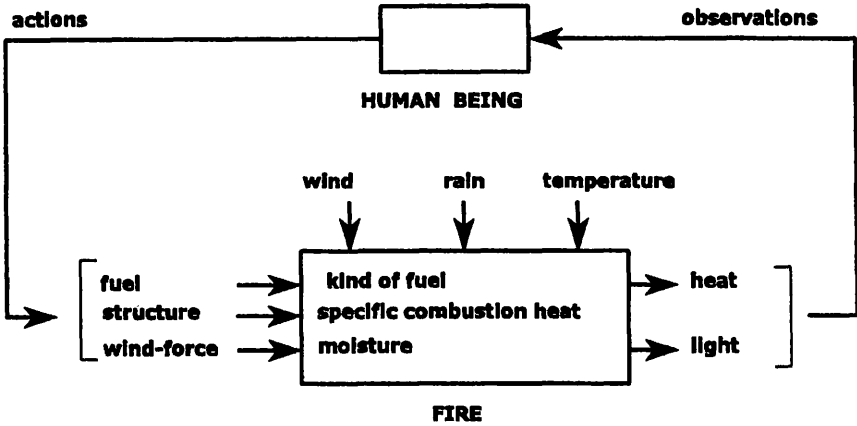 actions
observations
HUMAN BEING
wind rain temperature
fuel kind of fuel heat
structure specific combustion heat
wind-force moisture light
FIRE